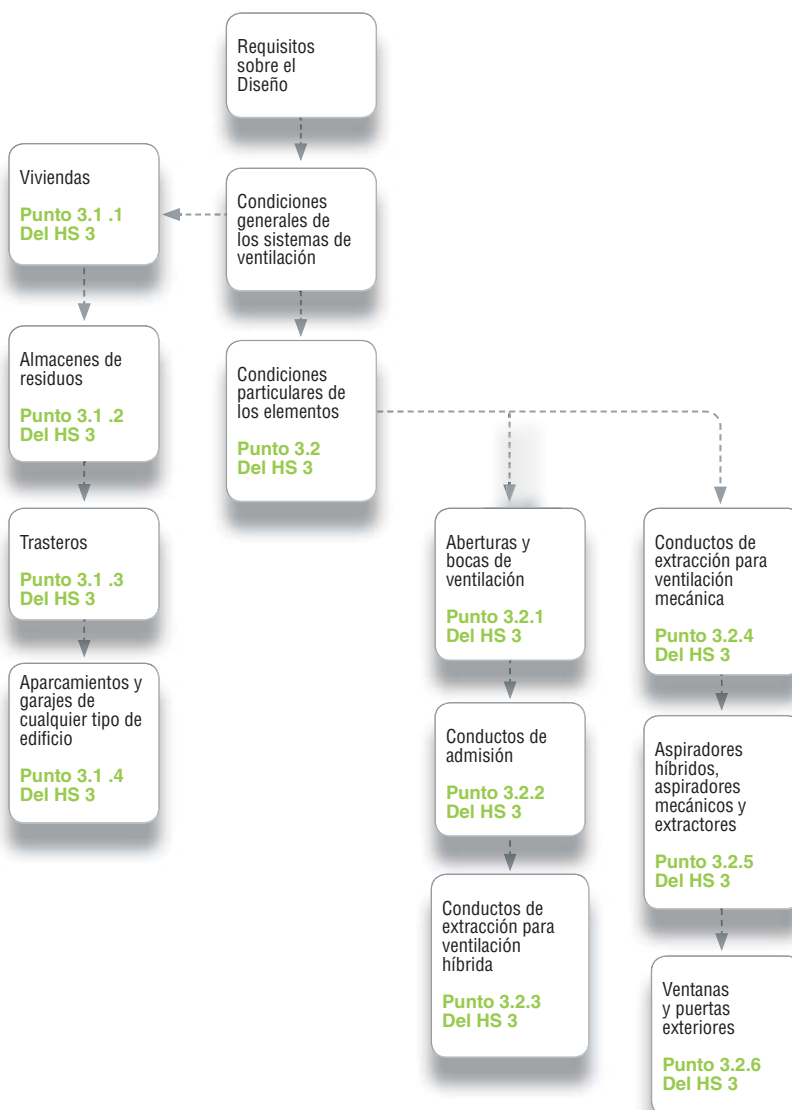 Requisitos
sobre el
Diseño
Viviendas
Punto 3.1 .1
Del HS 3
Condiciones
generales de
los sistemas de
ventilación
Almacenes de
residuos
Punto 3.1 .2
Del HS 3
Condiciones
particulares de
los elementos
Punto 3.2
Del HS 3
Trasteros
Punto 3.1 .3
Del HS 3
Aparcamientos y
garajes de
cualquier tipo de
edificio
Punto 3.1 .4
Del HS 3
Aberturas y
bocas de
ventilación
Punto 3.2.1
Del HS 3
Conductos de
admisión
Punto 3.2.2
Del HS 3
Conductos de
extracción para
ventilación
híbrida
Punto 3.2.3
Del HS 3
Conductos de
extracción para
ventilación
mecánica
Punto 3.2.4
Del HS 3
Aspiradores
híbridos,
aspiradores
mecánicos y
extractores
Punto 3.2.5
Del HS 3
Ventanas
y puertas
exteriores
Punto 3.2.6
Del HS 3